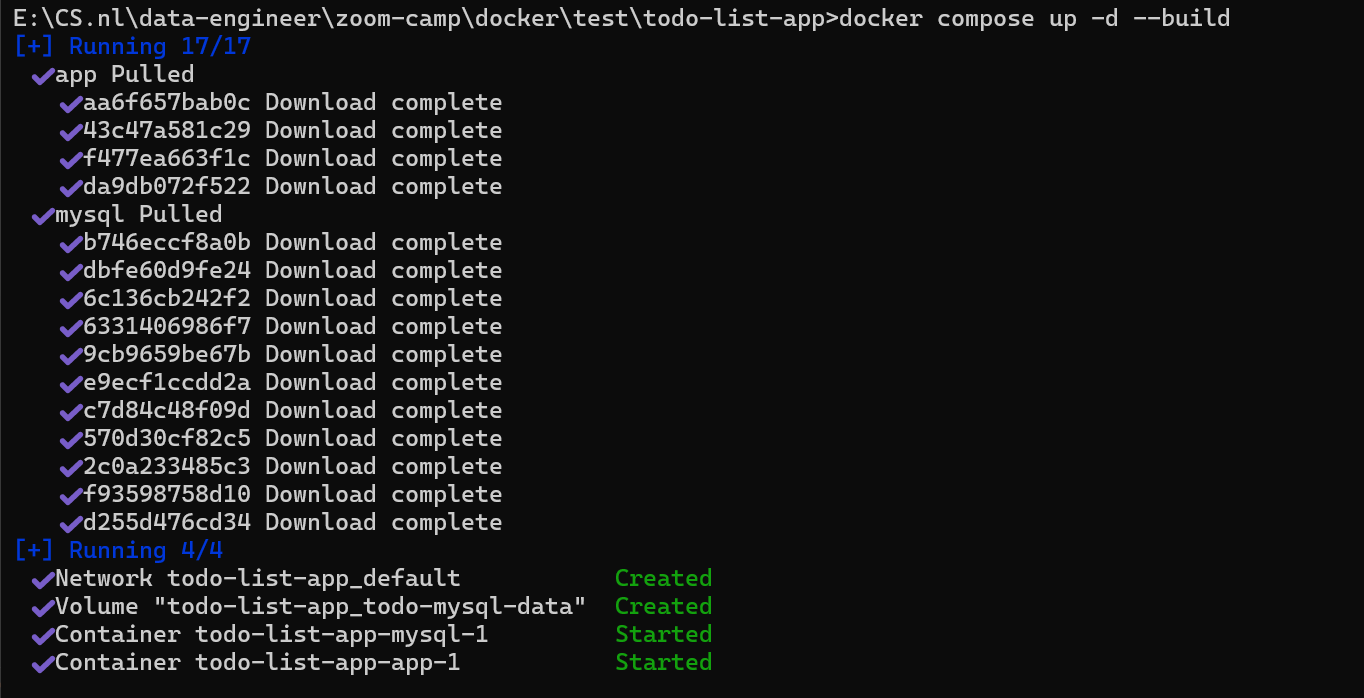 E:\CS.nl\data-engineer\zoom-camp\docker\test\todo-list-app>docker compose up -d --build
[+] Running 17/17
✔app Pulled
✔aa6f657bab0c Download complete
✔43c47a581c29 Download complete
✔f477ea663f1c Download complete
✔da9db072f522 Download complete
✔mysql Pulled
✔b746eccf8a0b Download complete
✔dbfe60d9fe24 Download complete
✔6c136cb242f2 Download complete
✔6331406986f7 Download complete
✔9cb9659be67b Download complete
✔e9ecf1ccdd2a Download complete
✔c7d84c48f09d Download complete
✔570d30cf82c5 Download complete
✔2c0a233485c3 Download complete
✔f93598758d10 Download complete
✔d255d476cd34 Download complete
[+] Running 4/4
✔Network todo-list-app_default Created
✔Volume "todo-list-app_todo-mysql-data" Created
✔Container todo-list-app-mysql-1 Started
✔Container todo-list-app-app-1 Started